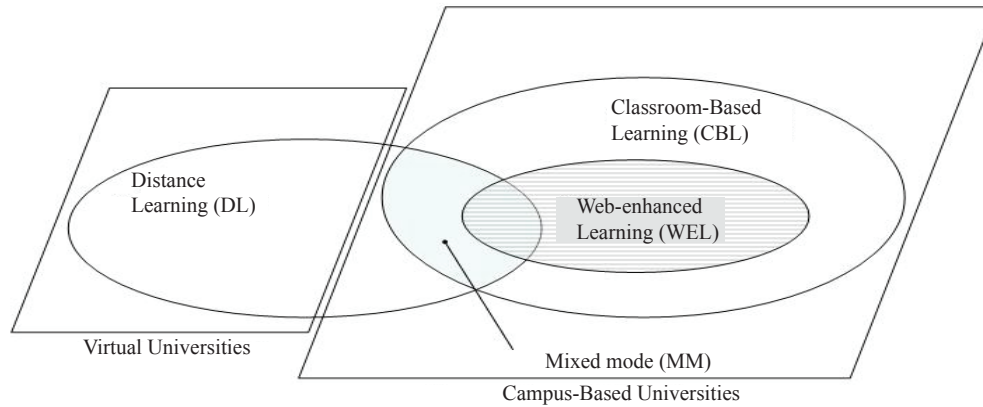 Classroom-Based
Learning (CBL)
Distance
Learning (DL)
Web-enhanced
Learning (WEL)
Virtual Universities
Mixed mode (MM)
Campus-Based Universities